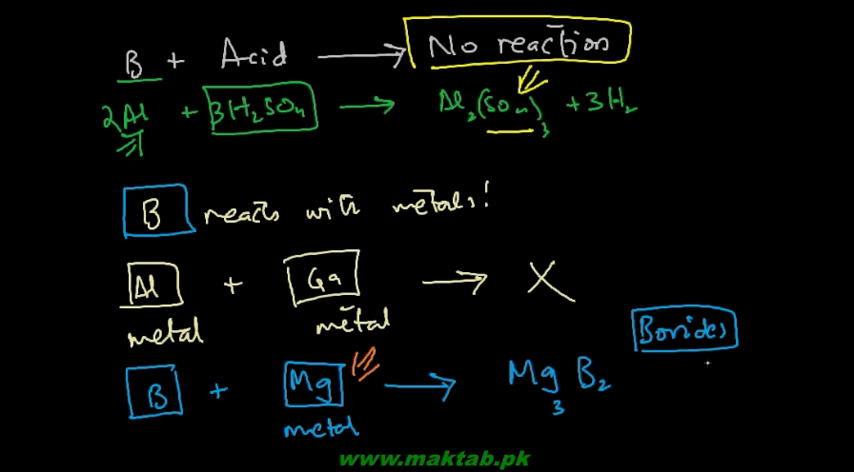 B + Acid → No reaction
2Al + 3H₂SO₄ → Al₂(SO₄)₃ + 3H₂
B reacts with metals!
Al + Ga → X
metal metal
Borides
B + Mg → Mg₃B₂
metal
www.maktab.pk